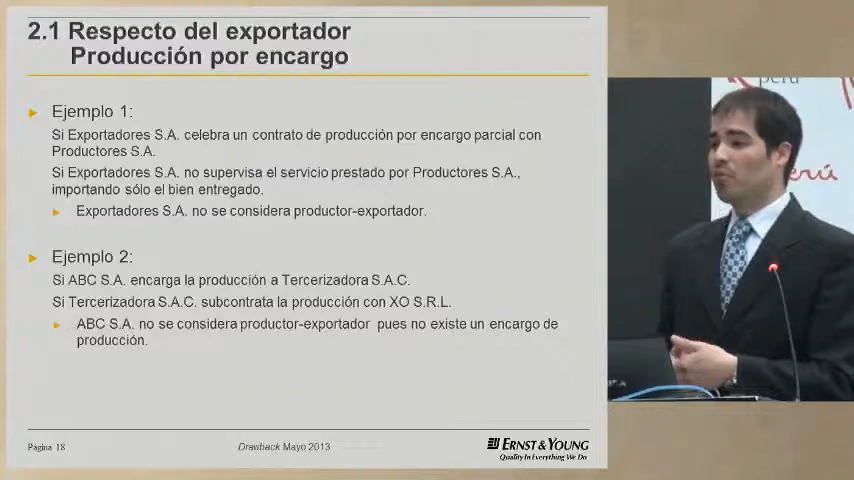 2.1 Respecto del exportador
Producción por encargo
Ejemplo 1:
Si Exportadores S.A. celebra un contrato de producción por encargo parcial con
Productores S.A.
Si Exportadores S.A. no supervisa el servicio prestado por Productores S.A.,
importando sólo el bien entregado.
Exportadores S.A. no se considera productor-exportador.
Ejemplo 2:
Si ABC S.A. encarga la producción a Tercerizadora S.A.C.
Si Tercerizadora S.A.C. subcontrata la producción con XO S.R.L.
ABC S.A. no se considera productor-exportador pues no existe un encargo de
producción.
Página 18
Drawback Mayo 2013
ERNST & YOUNG
Quality In Everything We Do
perú
erú